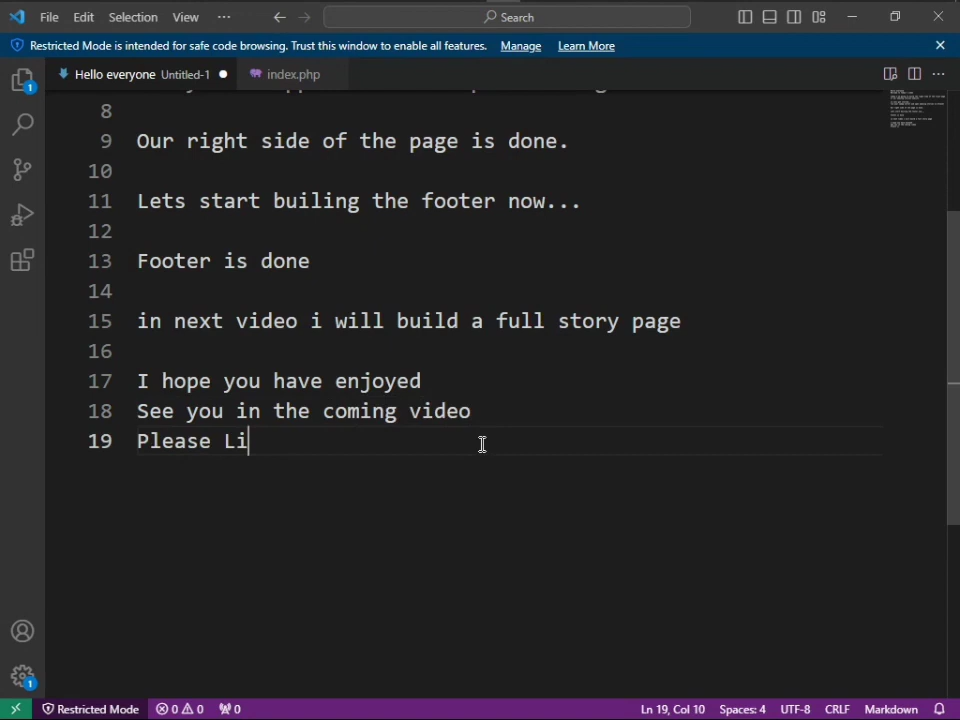 File Edit Selection View ··· Search
Restricted Mode is intended for safe code browsing. Trust this window to enable all features. Manage Learn More
Hello everyone Untitled-1 index.php
8
9 Our right side of the page is done.
10
11 Lets start builing the footer now...
12
13 Footer is done
14
15 in next video i will build a full story page
16
17 I hope you have enjoyed
18 See you in the coming video
19 Please Li
1
1
Restricted Mode 0 0 0 Ln 19, Col 10 Spaces: 4 UTF-8 CRLF Markdown